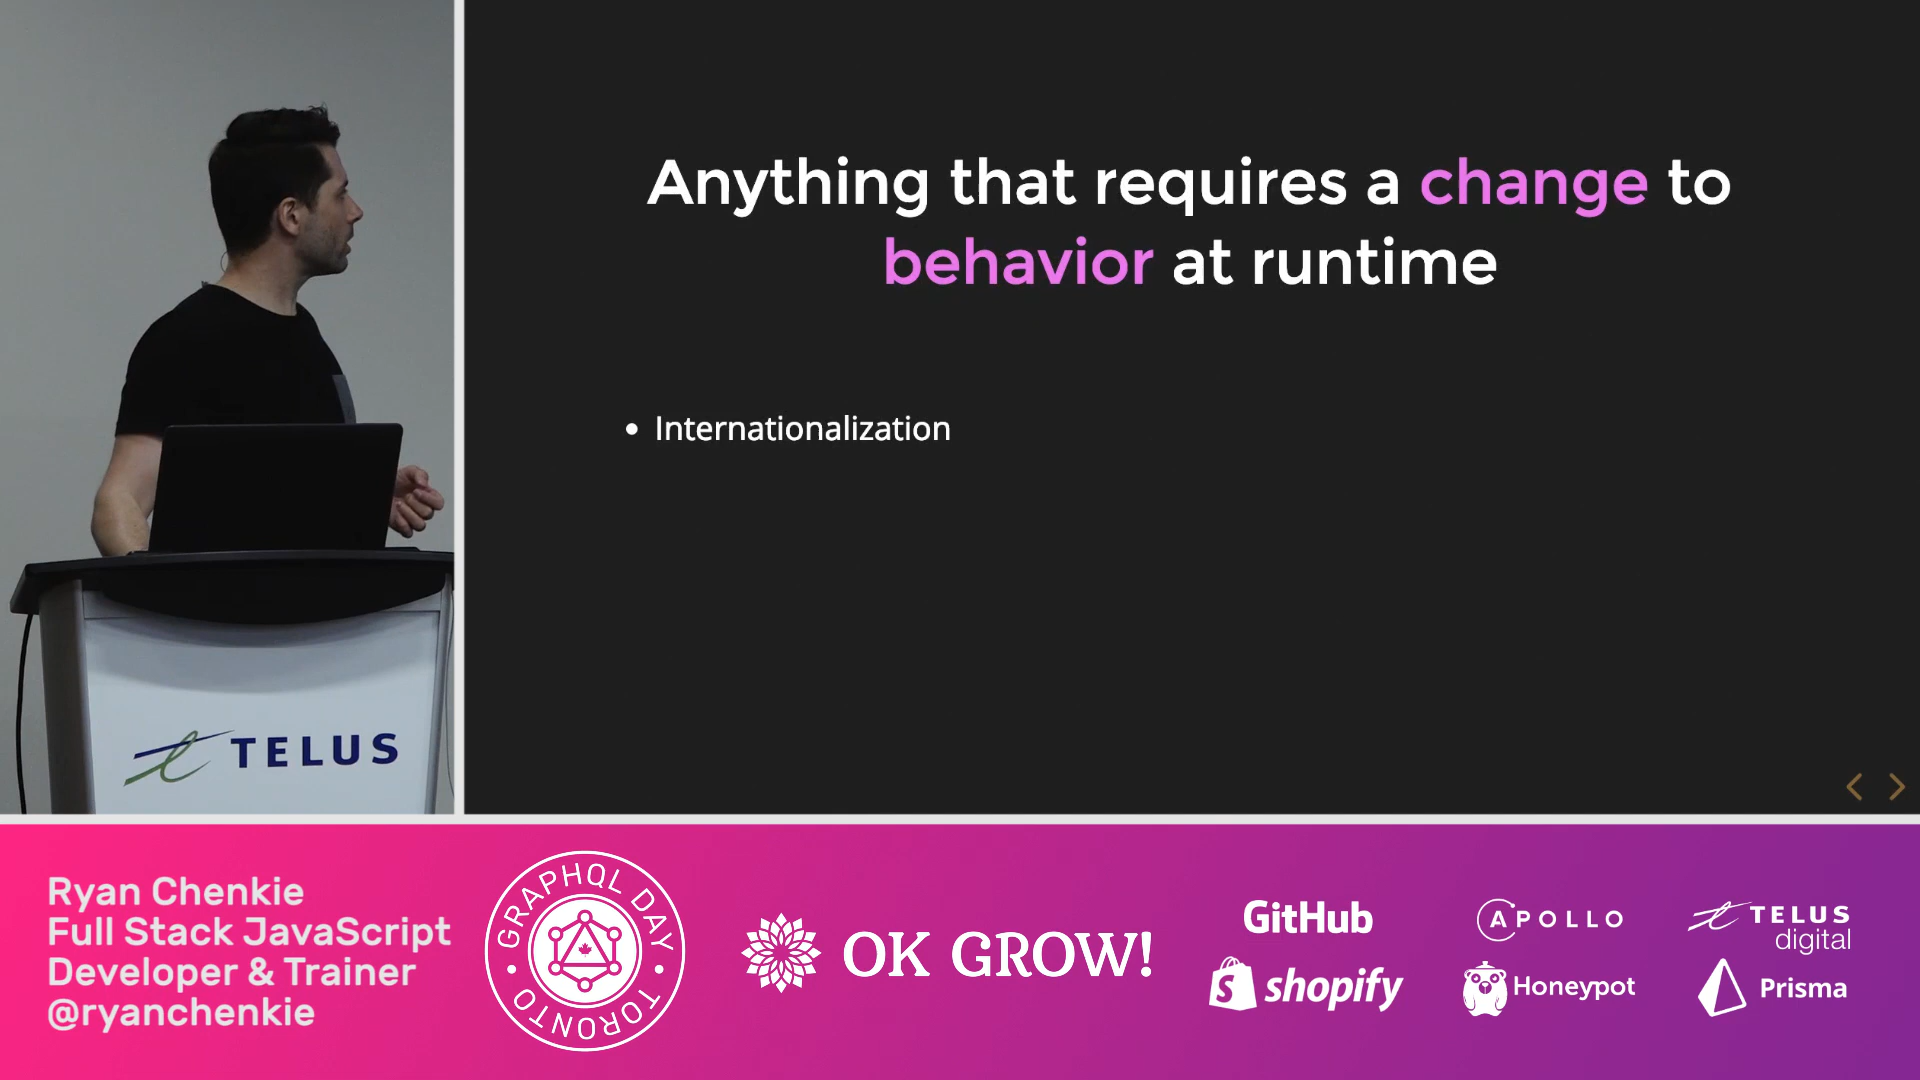 Anything that requires a change to
behavior at runtime
• Internationalization
TELUS
Ryan Chenkie
Full Stack JavaScript
Developer & Trainer
@ryanchenkie
GRAPHQL DAY
TORONTO
OK GROW!
GitHub
APOLLO
TELUS
digital
shopify
Honeypot
Prisma